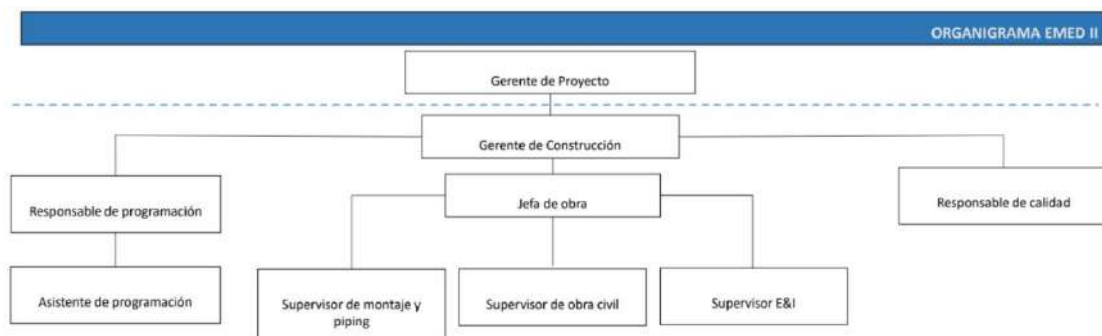 ORGANIGRAMA EMED II
Gerente de Proyecto
Gerente de Construcción
Responsable de programación
Jefa de obra
Responsable de calidad
Asistente de programación
Supervisor de montaje y
piping
Supervisor de obra civil
Supervisor E&I